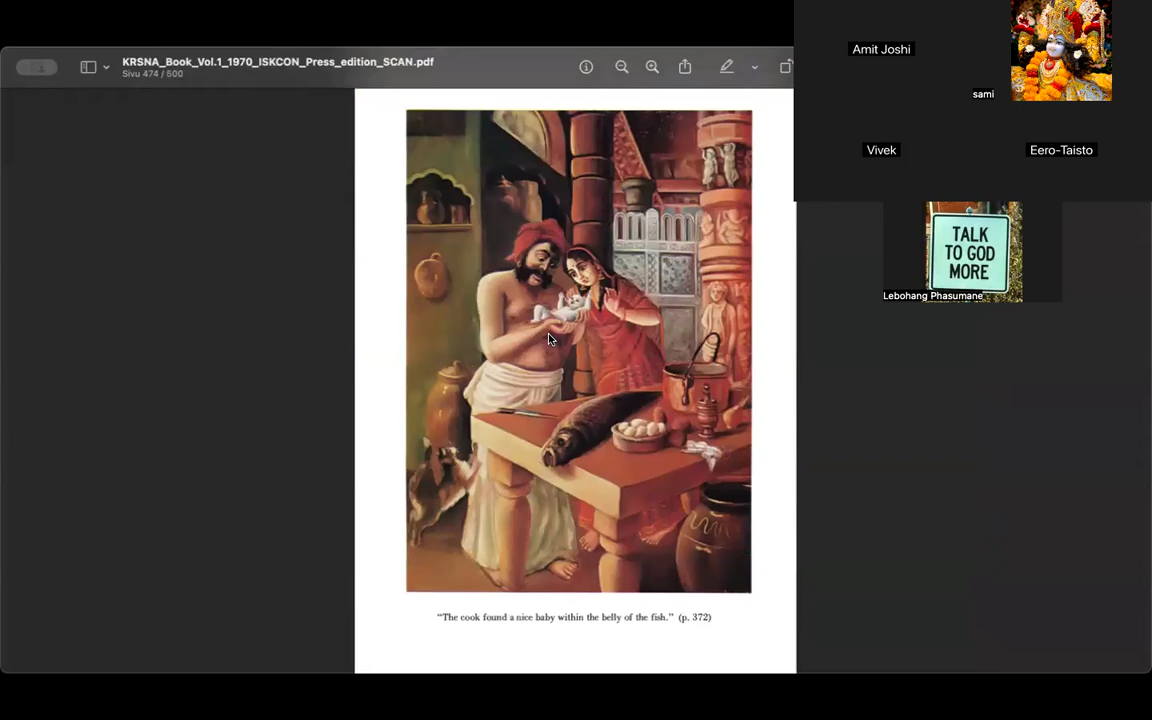 KRSNA_Book_Vol.1_1970_ISKCON_Press_edition_SCAN.pdf
Sivu 474 / 500
Amit Joshi
sami
Vivek
Eero-Taisto
TALK
TO GOD
MORE
Lebohang Phasumane
"The cook found a nice baby within the belly of the fish." (p. 372)